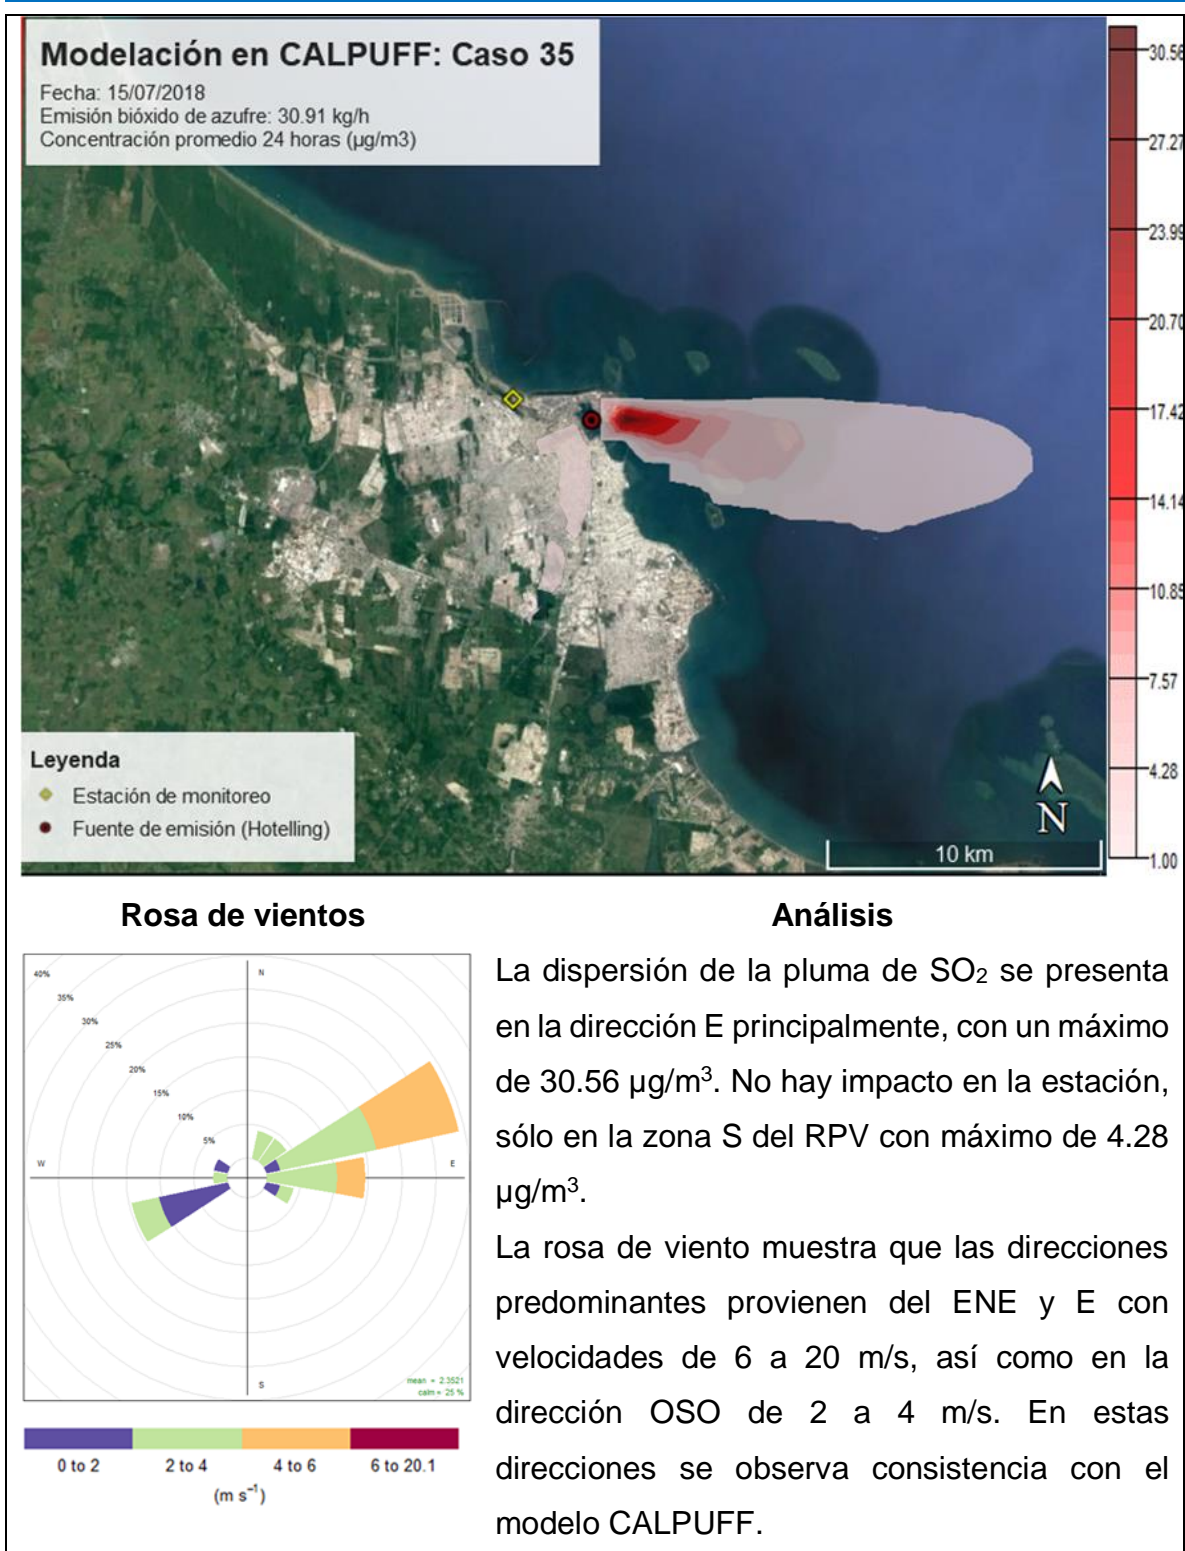 Modelación en CALPUFF: Caso 35
Fecha: 15/07/2018
Emisión bióxido de azufre: 30.91 kg/h
Concentración promedio 24 horas (µg/m3)
30.56
27.27
23.99
20.70
17.42
14.14
10.85
7.57
4.28
1.00
Leyenda
Estación de monitoreo
Fuente de emisión (Hotelling)
N
10 km
Rosa de vientos
40%
35%
30%
25%
20%
15%
10%
5%
N
W
E
S
mean = 2.3521
calm = 25 %
0 to 2
2 to 4
4 to 6
6 to 20.1
(m s⁻¹)
Análisis
La dispersión de la pluma de SO₂ se presenta
en la dirección E principalmente, con un máximo
de 30.56 µg/m³. No hay impacto en la estación,
sólo en la zona S del RPV con máximo de 4.28
µg/m³.
La rosa de viento muestra que las direcciones
predominantes provienen del ENE y E con
velocidades de 6 a 20 m/s, así como en la
dirección OSO de 2 a 4 m/s. En estas
direcciones se observa consistencia con el
modelo CALPUFF.